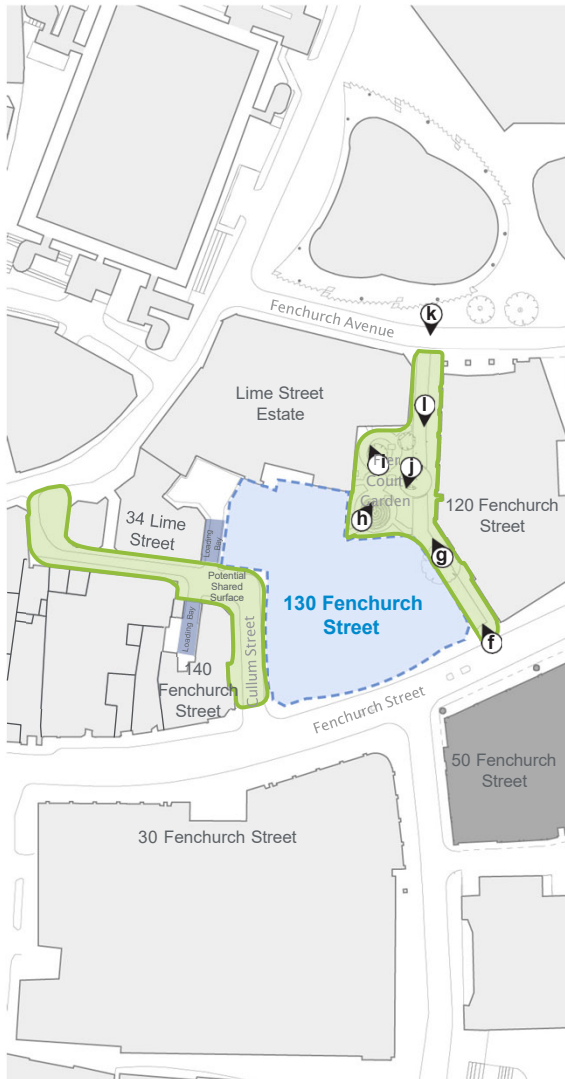 k
Fenchurch Avenue
Lime Street
Estate
l
i
j
Court
Garden
h
120 Fenchurch
Street
34 Lime
Street
Loading
Bay
g
Potential
Shared
Surface
130 Fenchurch
Street
Loading Bay
f
Cullum Street
140
Fenchurch
Street
Fenchurch Street
50 Fenchurch
Street
30 Fenchurch Street